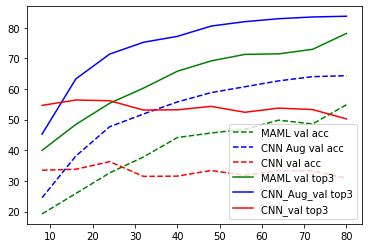 80
70
60
50
40
30
20
10
20
30
40
50
60
70
80
MAML val acc
CNN Aug val acc
CNN val acc
MAML val top3
CNN_Aug_val top3
CNN_val top3